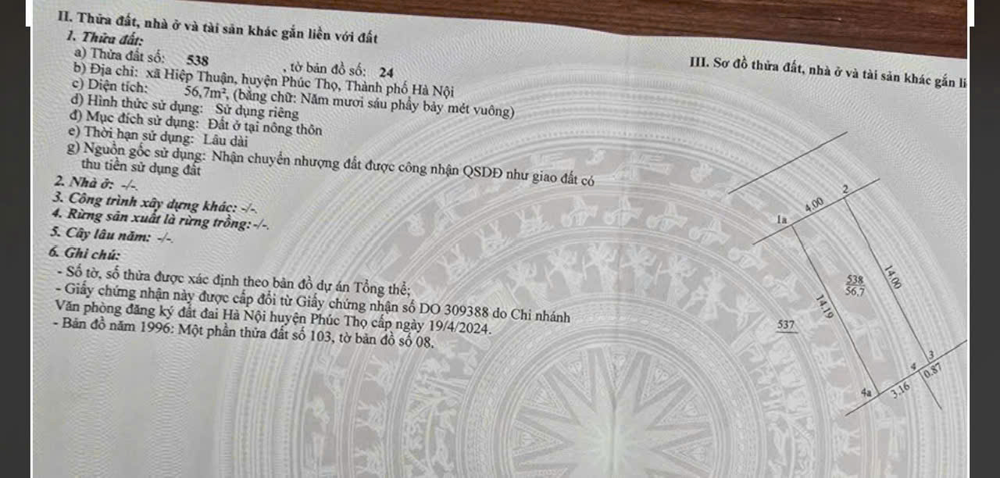 II. Thửa đất, nhà ở và tài sản khác gắn liền với đất
1. Thửa đất:
a) Thửa đất số: 538 , tờ bản đồ số: 24
b) Địa chỉ: xã Hiệp Thuận, huyện Phúc Thọ, Thành phố Hà Nội
c) Diện tích: 56,7m², (bằng chữ: Năm mươi sáu phẩy bảy mét vuông)
d) Hình thức sử dụng: Sử dụng riêng
đ) Mục đích sử dụng: Đất ở tại nông thôn
e) Thời hạn sử dụng: Lâu dài
g) Nguồn gốc sử dụng: Nhận chuyển nhượng đất được công nhận QSDĐ như giao đất có
thu tiền sử dụng đất
2. Nhà ở: -/-.
3. Công trình xây dựng khác: -/-.
4. Rừng sản xuất là rừng trồng:-/-.
5. Cây lâu năm: -/-.
6. Ghi chú:
- Số tờ, số thửa được xác định theo bản đồ dự án Tổng thể;
- Giấy chứng nhận này được cấp đổi từ Giấy chứng nhận số DO 309388 do Chi nhánh
Văn phòng đăng ký đất đai Hà Nội huyện Phúc Thọ cấp ngày 19/4/2024.
- Bản đồ năm 1996: Một phần thửa đất số 103, tờ bản đồ số 08.
III. Sơ đồ thửa đất, nhà ở và tài sản khác gắn li
2
4.00
1a
538
56,7
14.00
14.19
537
3
4
0.87
4a
3.16